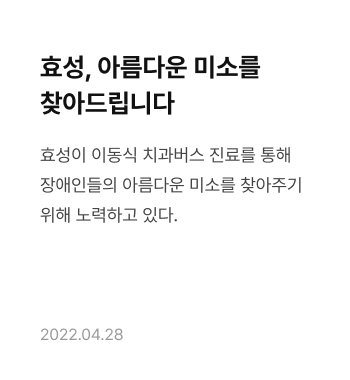 효성, 아름다운 미소를
찾아드립니다
효성이 이동식 치과버스 진료를 통해
장애인들의 아름다운 미소를 찾아주기
위해 노력하고 있다.
2022.04.28